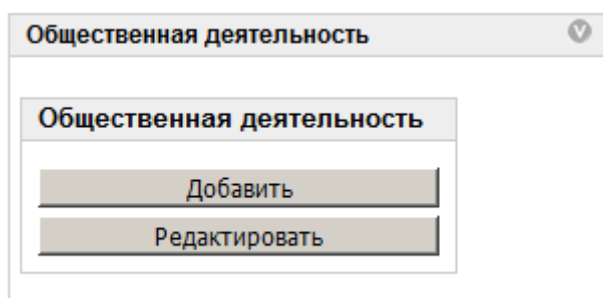 Общественная деятельность
Общественная деятельность
Добавить
Редактировать